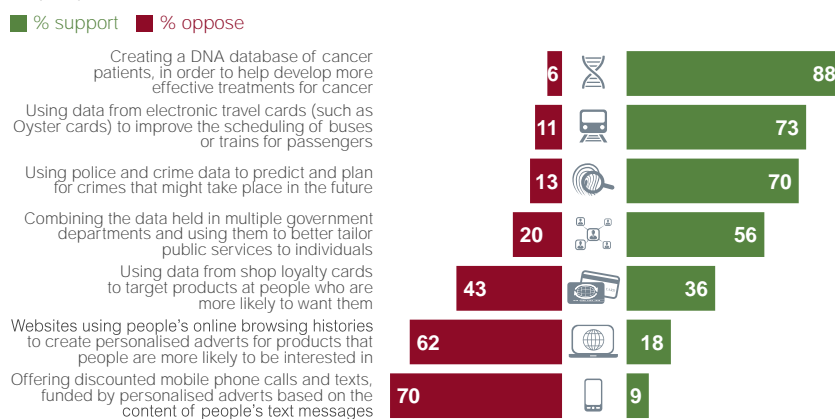 % support % oppose
Creating a DNA database of cancer
patients, in order to help develop more
effective treatments for cancer
6 88
Using data from electronic travel cards (such as
Oyster cards) to improve the scheduling of buses
or trains for passengers
11 73
Using police and crime data to predict and plan
for crimes that might take place in the future
13 70
Combining the data held in multiple government
departments and using them to better tailor
public services to individuals
20 56
Using data from shop loyalty cards
to target products at people who are
more likely to want them
43 36
Websites using people's online browsing histories
to create personalised adverts for products that
people are more likely to be interested in
62 18
Offering discounted mobile phone calls and texts,
funded by personalised adverts based on the
content of people's text messages
70 9